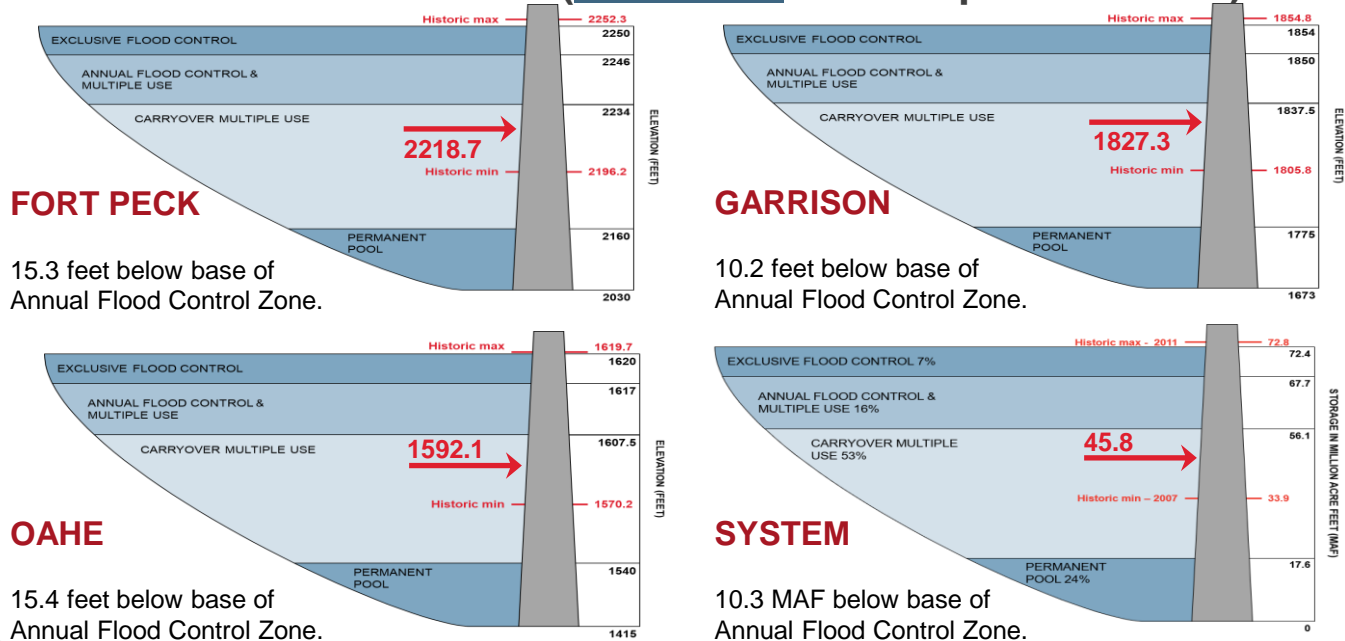 Historic max 2252.3
2250
EXCLUSIVE FLOOD CONTROL
2246
ANNUAL FLOOD CONTROL &
MULTIPLE USE
2234
CARRYOVER MULTIPLE USE
2218.7
Historic min 2196.2
ELEVATION (FEET)
FORT PECK
2160
PERMANENT
POOL
15.3 feet below base of
Annual Flood Control Zone.
2030
Historic max 1854.8
1854
EXCLUSIVE FLOOD CONTROL
1850
ANNUAL FLOOD CONTROL &
MULTIPLE USE
1837.5
CARRYOVER MULTIPLE USE
1827.3
Historic min 1805.8
ELEVATION (FEET)
GARRISON
1775
PERMANENT
POOL
10.2 feet below base of
Annual Flood Control Zone.
1673
Historic max 1619.7
1620
EXCLUSIVE FLOOD CONTROL
1617
ANNUAL FLOOD CONTROL &
MULTIPLE USE
1607.5
CARRYOVER MULTIPLE USE
1592.1
Historic min 1570.2
ELEVATION (FEET)
OAHE
1540
PERMANENT
POOL
15.4 feet below base of
Annual Flood Control Zone.
1415
Historic max - 2011 72.8
72.4
EXCLUSIVE FLOOD CONTROL 7%
67.7
ANNUAL FLOOD CONTROL &
MULTIPLE USE 16%
56.1
CARRYOVER MULTIPLE
USE 53%
45.8
Historic min – 2007 33.9
STORAGE IN MILLION ACRE FEET (MAF)
SYSTEM
17.6
PERMANENT
POOL 24%
10.3 MAF below base of
Annual Flood Control Zone.
0